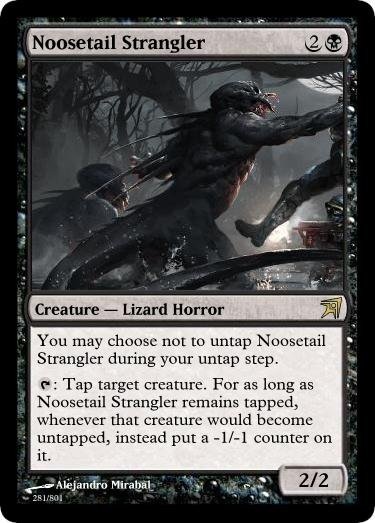 Noosetail Strangler 2
Creature — Lizard Horror
You may choose not to untap Noosetail
Strangler during your untap step.
: Tap target creature. For as long as
Noosetail Strangler remains tapped,
whenever that creature would become
untapped, instead put a -1/-1 counter on
it.
2/2
Alejandro Mirabal
281/801